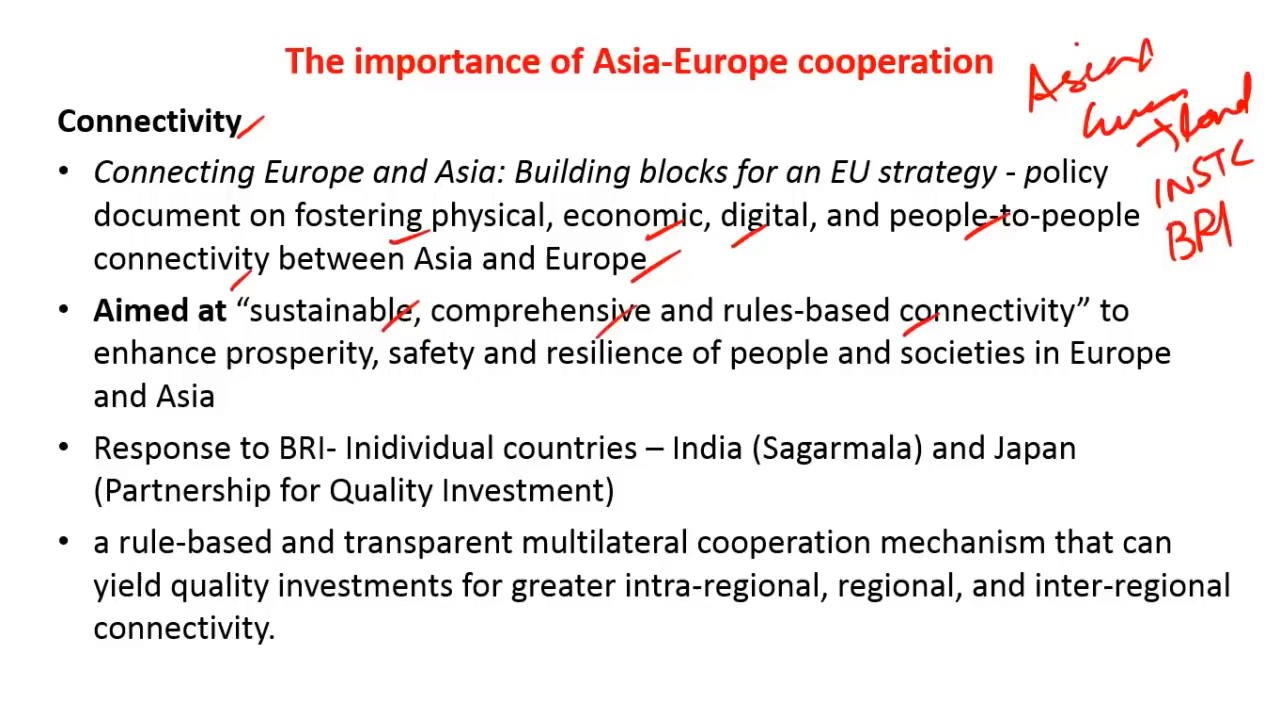 The importance of Asia-Europe cooperation
Connectivity
• Connecting Europe and Asia: Building blocks for an EU strategy - policy
document on fostering physical, economic, digital, and people-to-people
connectivity between Asia and Europe
• Aimed at “sustainable, comprehensive and rules-based connectivity” to
enhance prosperity, safety and resilience of people and societies in Europe
and Asia
• Response to BRI- Inidividual countries – India (Sagarmala) and Japan
(Partnership for Quality Investment)
• a rule-based and transparent multilateral cooperation mechanism that can
yield quality investments for greater intra-regional, regional, and inter-regional
connectivity.
INSTC
BRI